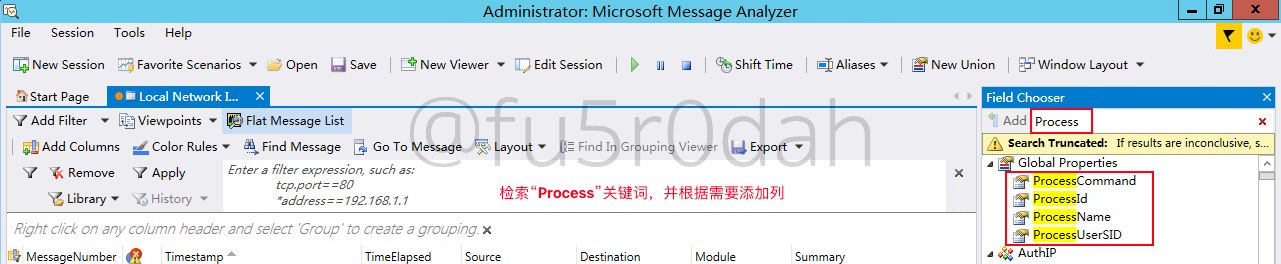 Administrator: Microsoft Message Analyzer
File Session Tools Help
New Session Favorite Scenarios Open Save New Viewer Edit Session Shift Time Aliases New Union Window Layout
Start Page Local Network I...
Field Chooser
Add Filter Viewpoints Flat Message List
Add Process
Add Columns Color Rules Find Message Go To Message Layout Find In Grouping Viewer Export
Search Truncated: If results are inconclusive, s...
Remove Apply
Library History
Enter a filter expression, such as:
tcp.port==80
*address==192.168.1.1
检索“Process”关键词，并根据需要添加列
Global Properties
ProcessCommand
ProcessId
ProcessName
ProcessUserSID
AuthIP
Right click on any column header and select 'Group' to create a grouping.
MessageNumber Timestamp TimeElapsed Source Destination Module Summary
@fu5r0dah